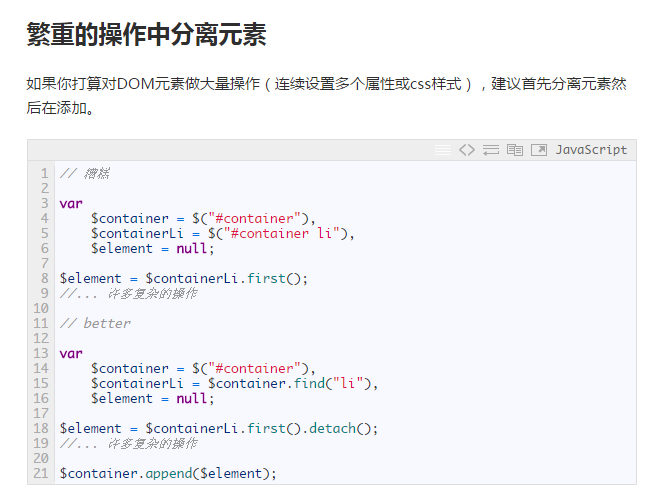 繁重的操作中分离元素
如果你打算对DOM元素做大量操作（连续设置多个属性或css样式），建议首先分离元素然
后在添加。
JavaScript
1 // 糟糕
2
3 var
4     $container = $("#container"),
5     $containerLi = $("#container li"),
6     $element = null;
7
8 $element = $containerLi.first();
9 //... 许多复杂的操作
10
11 // better
12
13 var
14     $container = $("#container"),
15     $containerLi = $container.find("li"),
16     $element = null;
17
18 $element = $containerLi.first().detach();
19 //... 许多复杂的操作
20
21 $container.append($element);